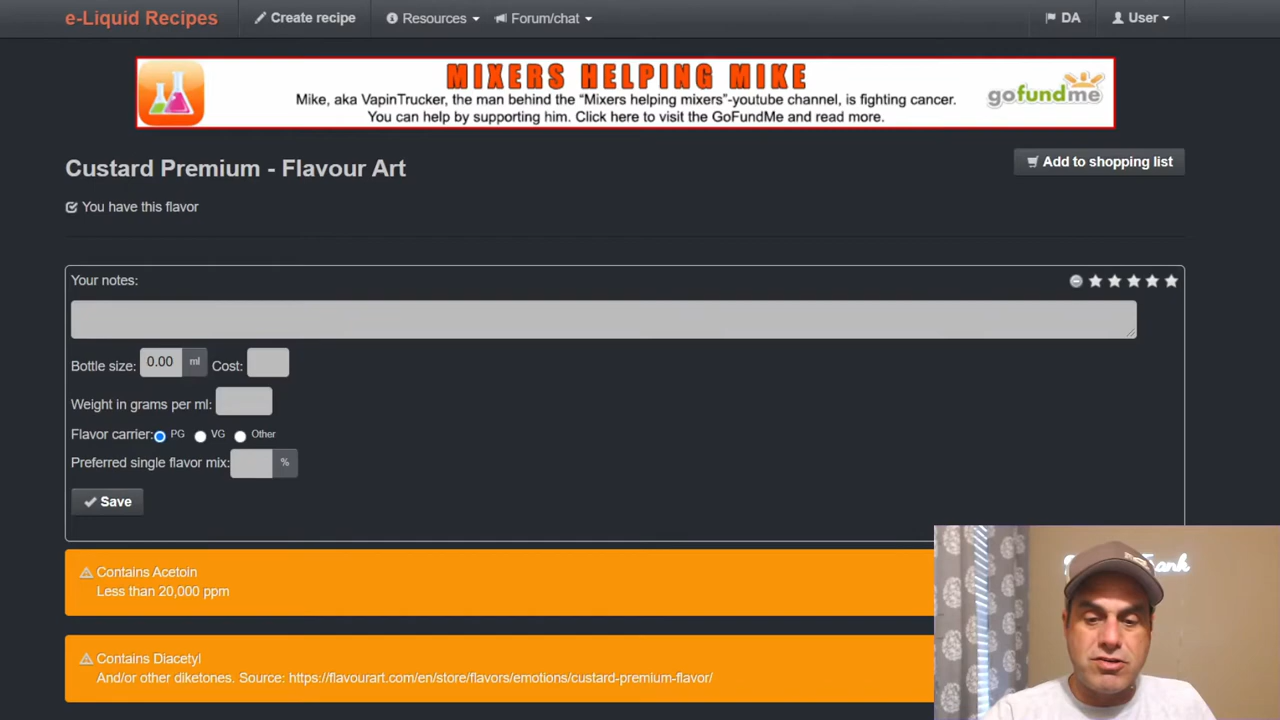 e-Liquid Recipes
Create recipe
Resources
Forum/chat
DA
User
MIXERS HELPING MIKE
Mike, aka VapinTrucker, the man behind the “Mixers helping mixers”-youtube channel, is fighting cancer.
You can help by supporting him. Click here to visit the GoFundMe and read more.
gofundme
Custard Premium - Flavour Art
Add to shopping list
You have this flavor
Your notes:
Bottle size: 0.00 ml Cost:
Weight in grams per ml:
Flavor carrier: PG VG Other
Preferred single flavor mix: %
Save
Contains Acetoin
Less than 20,000 ppm
Contains Diacetyl
And/or other diketones. Source: https://flavourart.com/en/store/flavors/emotions/custard-premium-flavor/